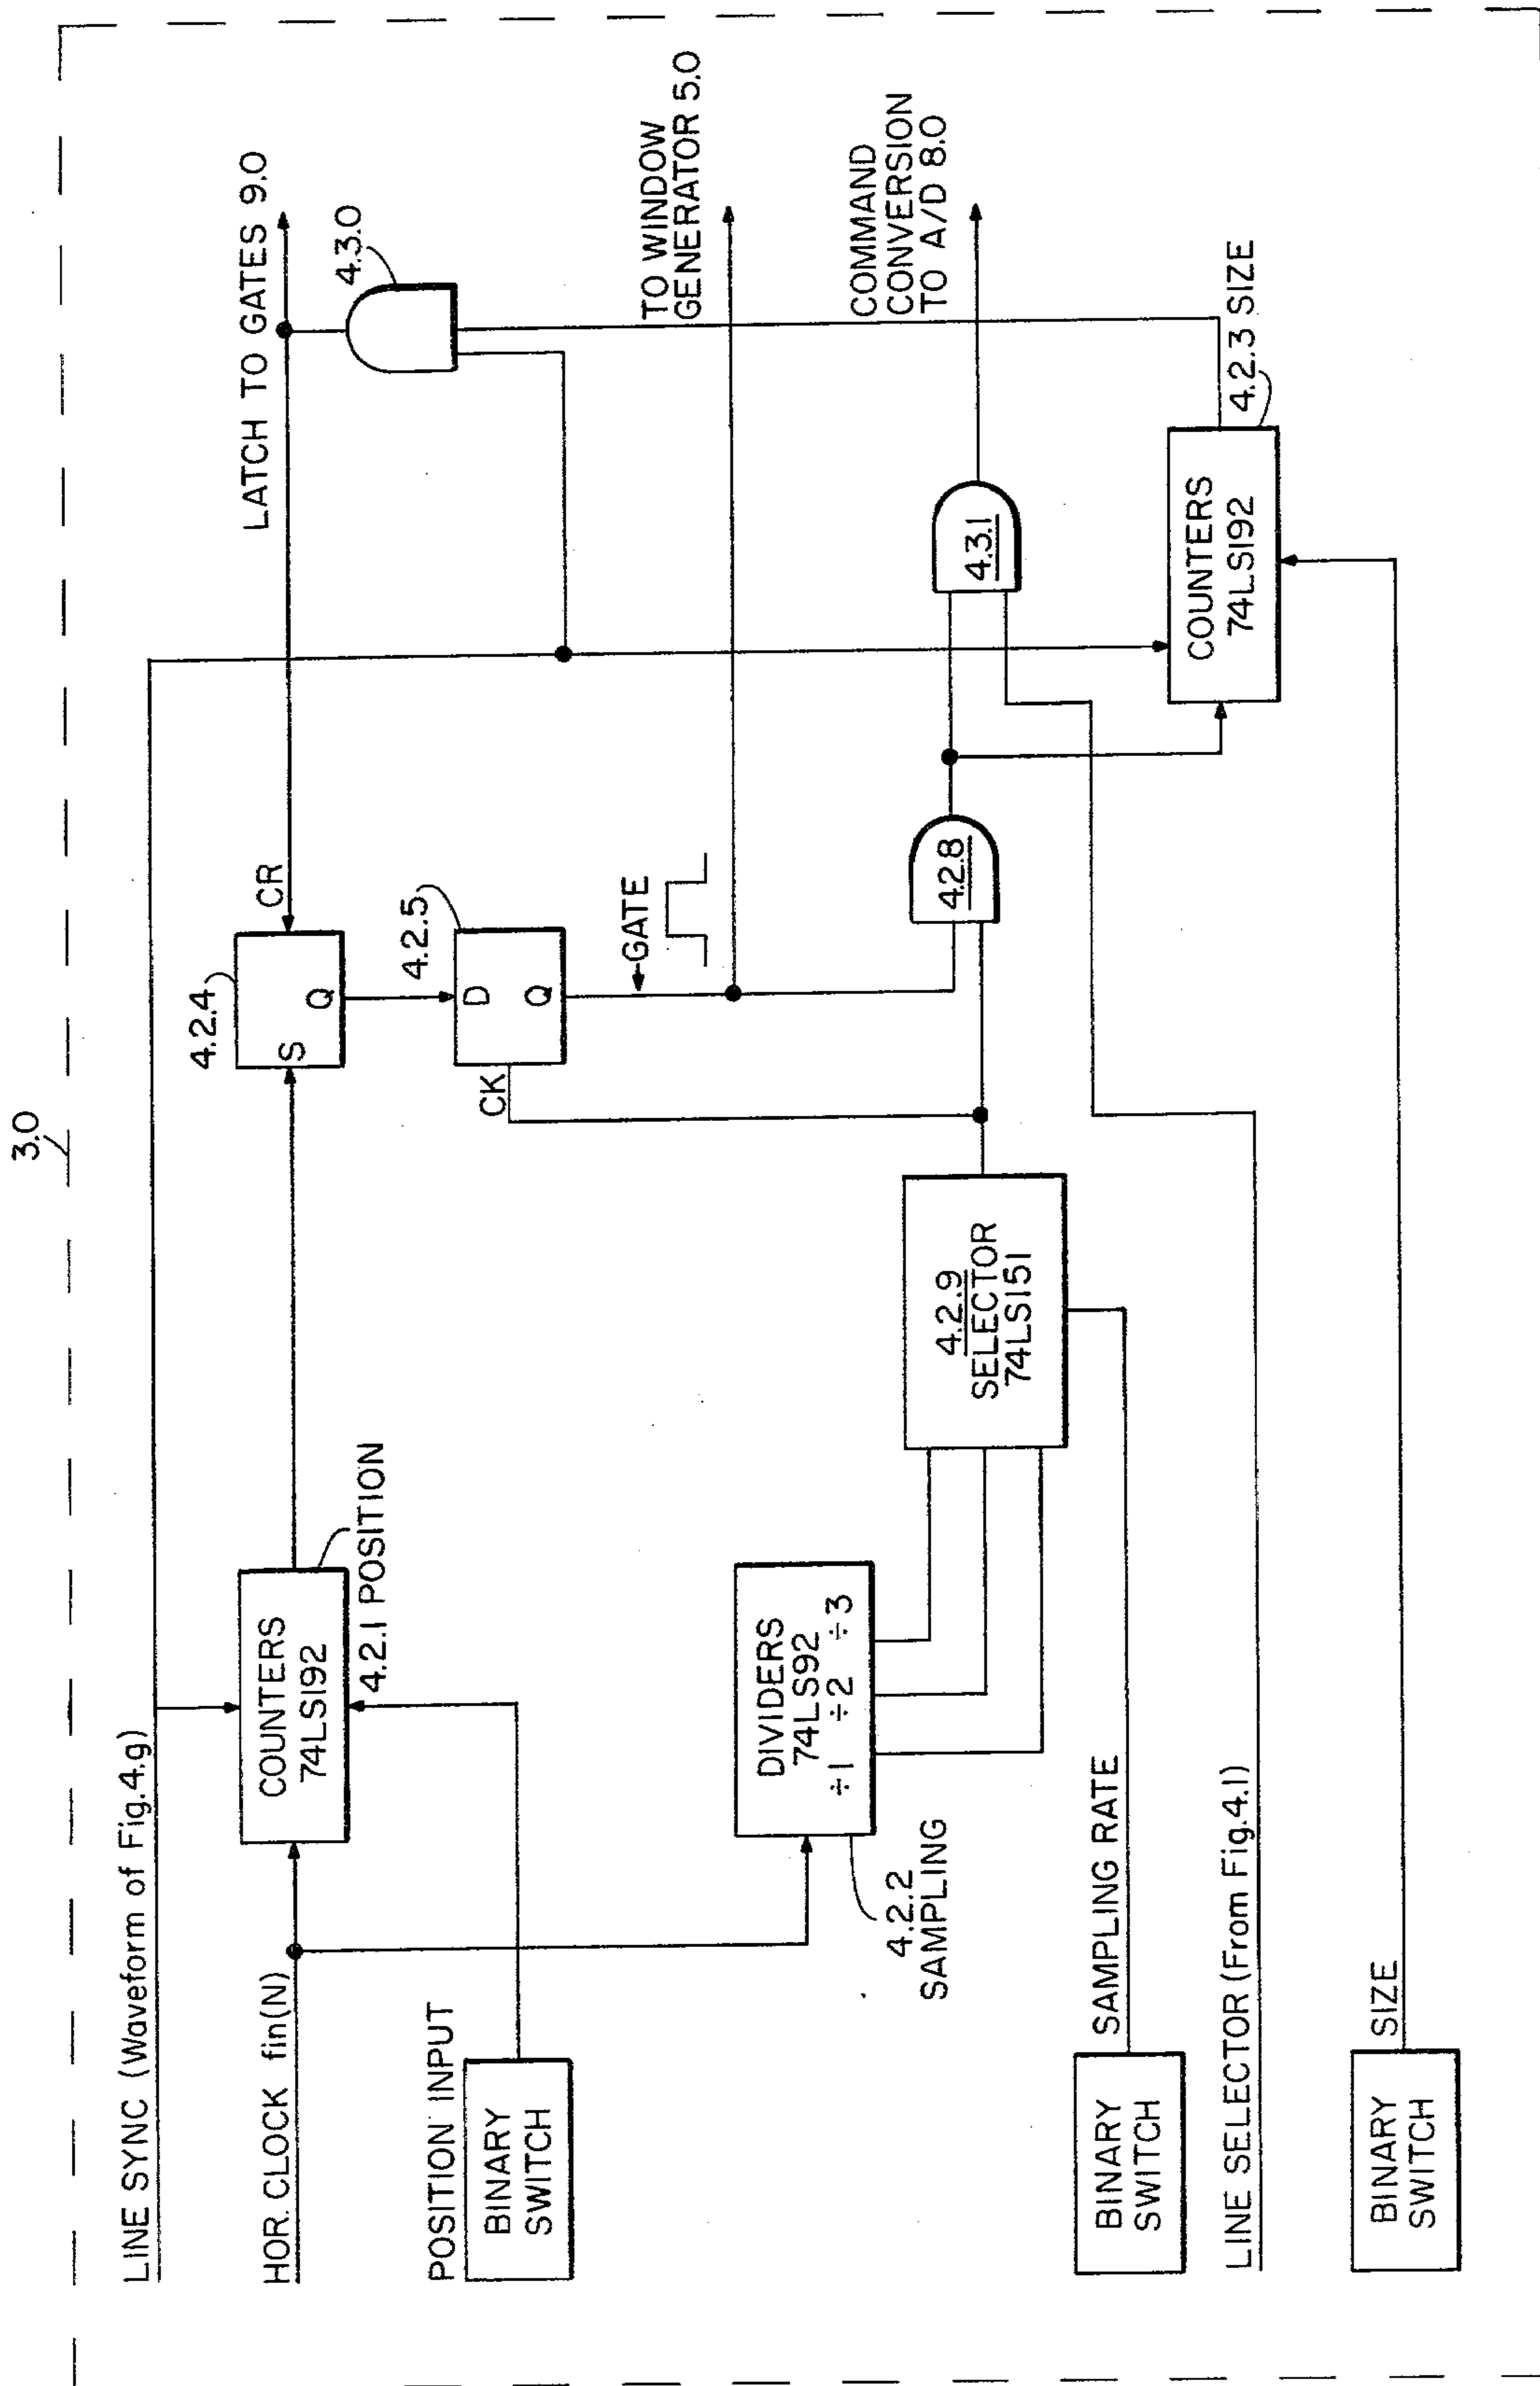 3.0
LINE SYNC (Waveform of Fig.4.g)
HOR. CLOCK fin(N)
POSITION INPUT
BINARY
SWITCH
COUNTERS
74LS192
4.2.1 POSITION
4.2.4
S
Q
CR
LATCH TO GATES 9.0
4.3.0
4.2.5
D
Q
CK
GATE
TO WINDOW
GENERATOR 5.0
DIVIDERS
74LS92
÷1 ÷2 ÷3
4.2.2
SAMPLING
4.2.9
SELECTOR
74LS151
4.2.8
4.3.1
COMMAND
CONVERSION
TO A/D 8.0
BINARY
SWITCH
SAMPLING RATE
LINE SELECTOR (From Fig.4.1)
COUNTERS
74LS192
4.2.3 SIZE
BINARY
SWITCH
SIZE